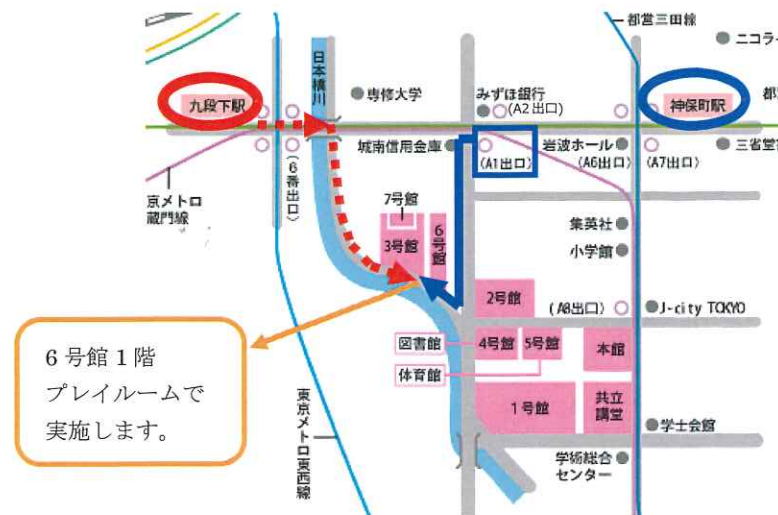 都営三田線
ニコラ
日本橋川
九段下駅
専修大学
みずほ銀行
(A2出口)
神保町駅
都
城南信用金庫
(A1出口)
岩波ホール
(A6出口)
(A7出口)
三省堂
(6番出口)
京メトロ
蔵門線
7号館
3号館
6号館
集英社
小学館
2号館
(A8出口)
J-city TOKYO
図書館
4号館
5号館
本館
体育館
1号館
共立
講堂
学士会館
学術総合
センター
東京メトロ東西線
6号館1階
プレイルームで
実施します。